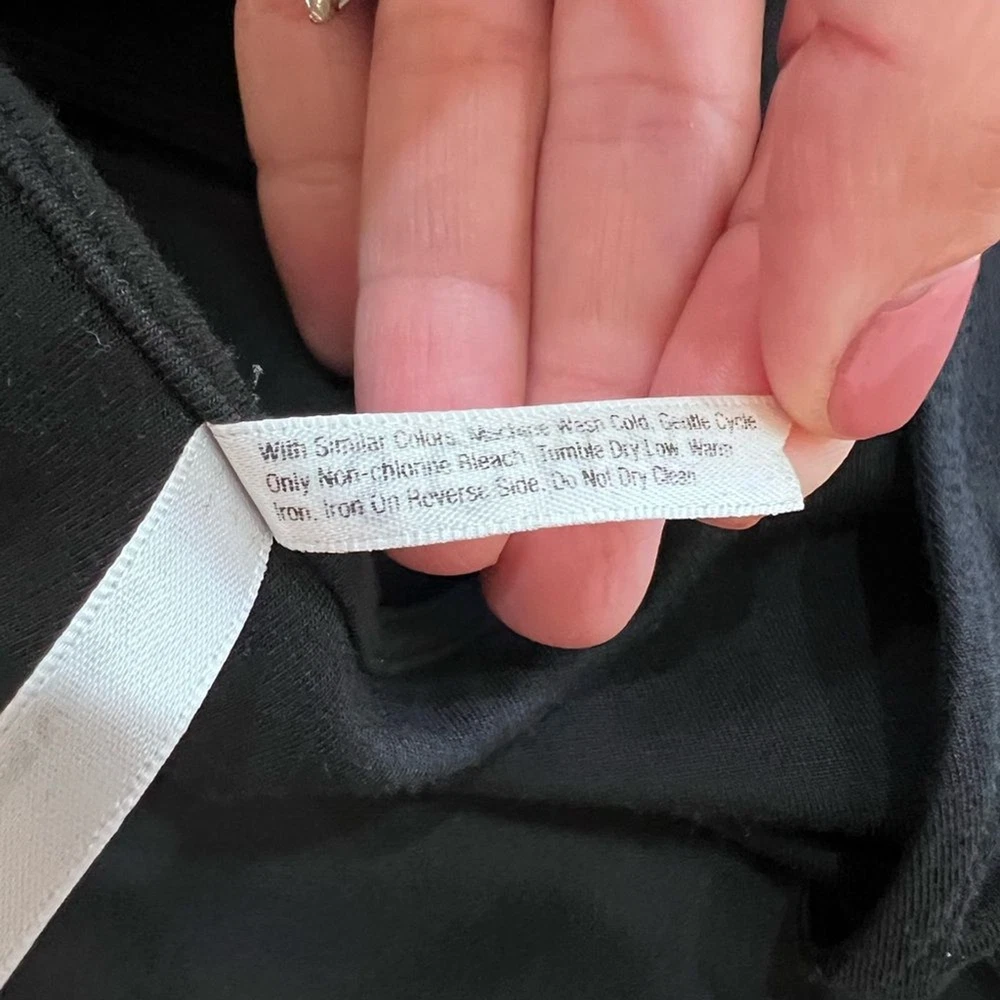 With Similar Colors, Machine Wash Cold, Gentle Cycle
Only Non-chlorine Bleach, Tumble Dry Low, Warm
Iron, Iron On Reverse Side, Do Not Dry Clean